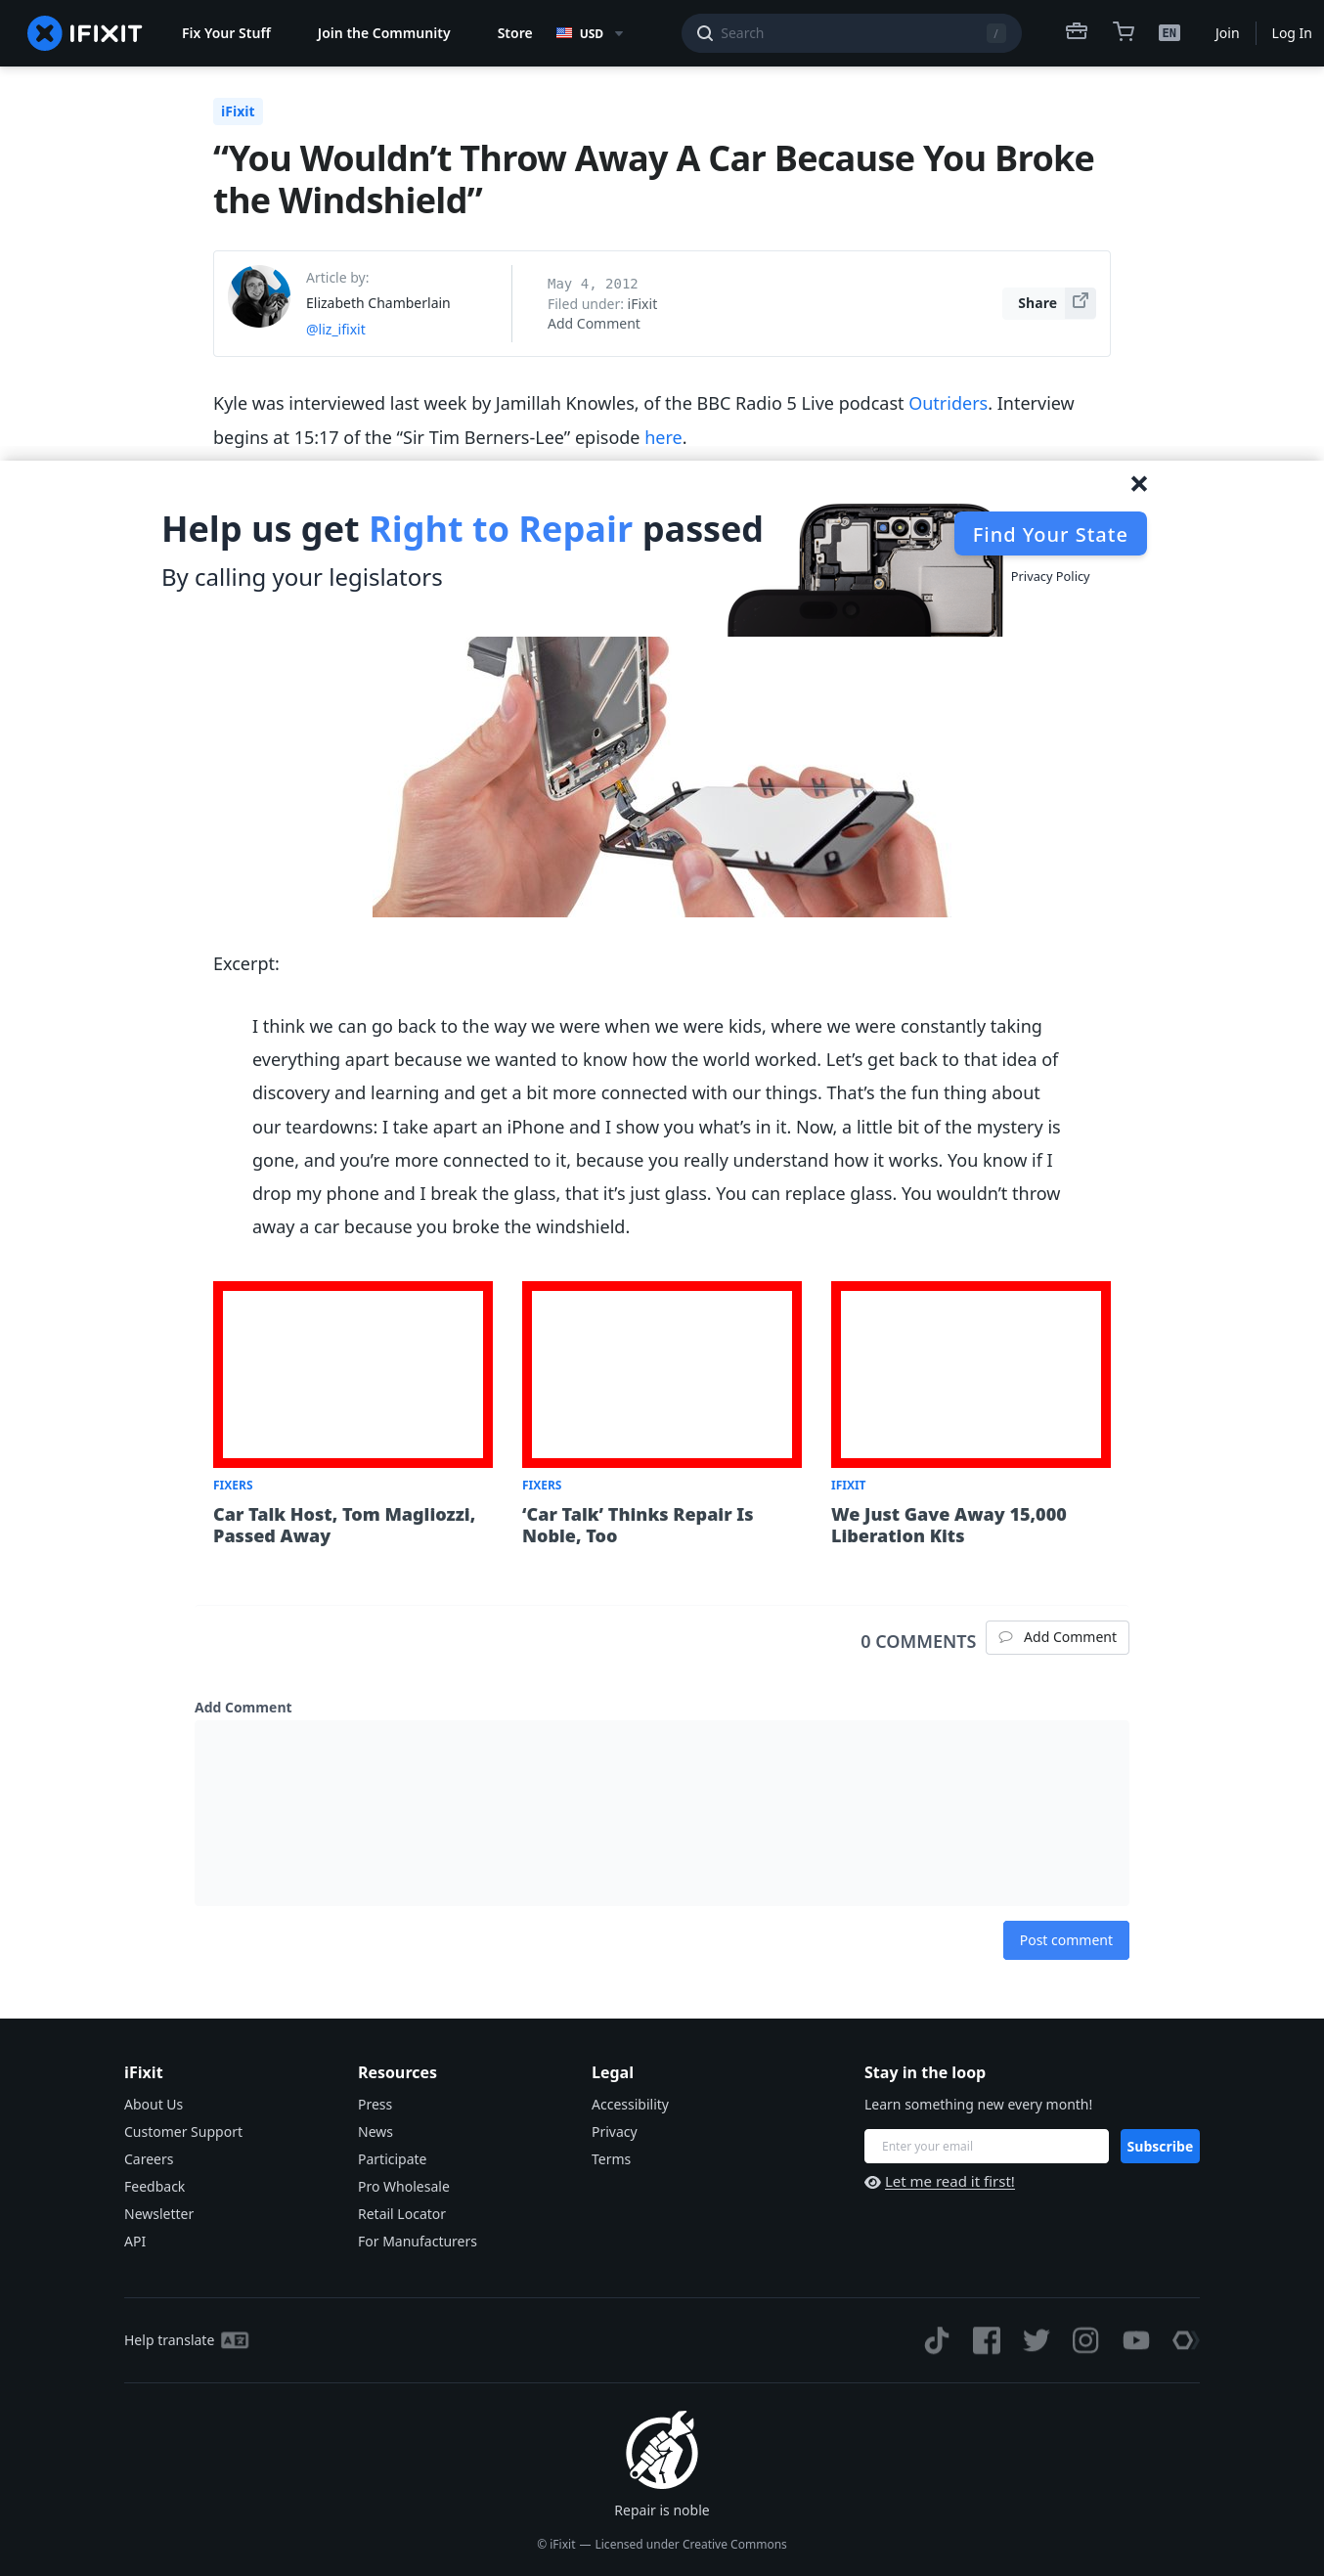 IFIXIT Fix Your Stuff Join the Community Store USD Search / EN Join Log In
iFixit
“You Wouldn’t Throw Away A Car Because You Broke
the Windshield”
Article by:
Elizabeth Chamberlain
@liz_ifixit
May 4, 2012
Filed under: iFixit
Add Comment
Share
Kyle was interviewed last week by Jamillah Knowles, of the BBC Radio 5 Live podcast Outriders. Interview
begins at 15:17 of the “Sir Tim Berners-Lee” episode here.
Help us get Right to Repair passed
By calling your legislators
Find Your State
Privacy Policy
Excerpt:
I think we can go back to the way we were when we were kids, where we were constantly taking
everything apart because we wanted to know how the world worked. Let’s get back to that idea of
discovery and learning and get a bit more connected with our things. That’s the fun thing about
our teardowns: I take apart an iPhone and I show you what’s in it. Now, a little bit of the mystery is
gone, and you’re more connected to it, because you really understand how it works. You know if I
drop my phone and I break the glass, that it’s just glass. You can replace glass. You wouldn’t throw
away a car because you broke the windshield.
FIXERS
Car Talk Host, Tom Magliozzi,
Passed Away
FIXERS
‘Car Talk’ Thinks Repair Is
Noble, Too
IFIXIT
We Just Gave Away 15,000
Liberation Kits
0 COMMENTS
Add Comment
Add Comment
Post comment
iFixit
About Us
Customer Support
Careers
Feedback
Newsletter
API
Resources
Press
News
Participate
Pro Wholesale
Retail Locator
For Manufacturers
Legal
Accessibility
Privacy
Terms
Stay in the loop
Learn something new every month!
Enter your email
Subscribe
Let me read it first!
Help translate
Repair is noble
© iFixit — Licensed under Creative Commons